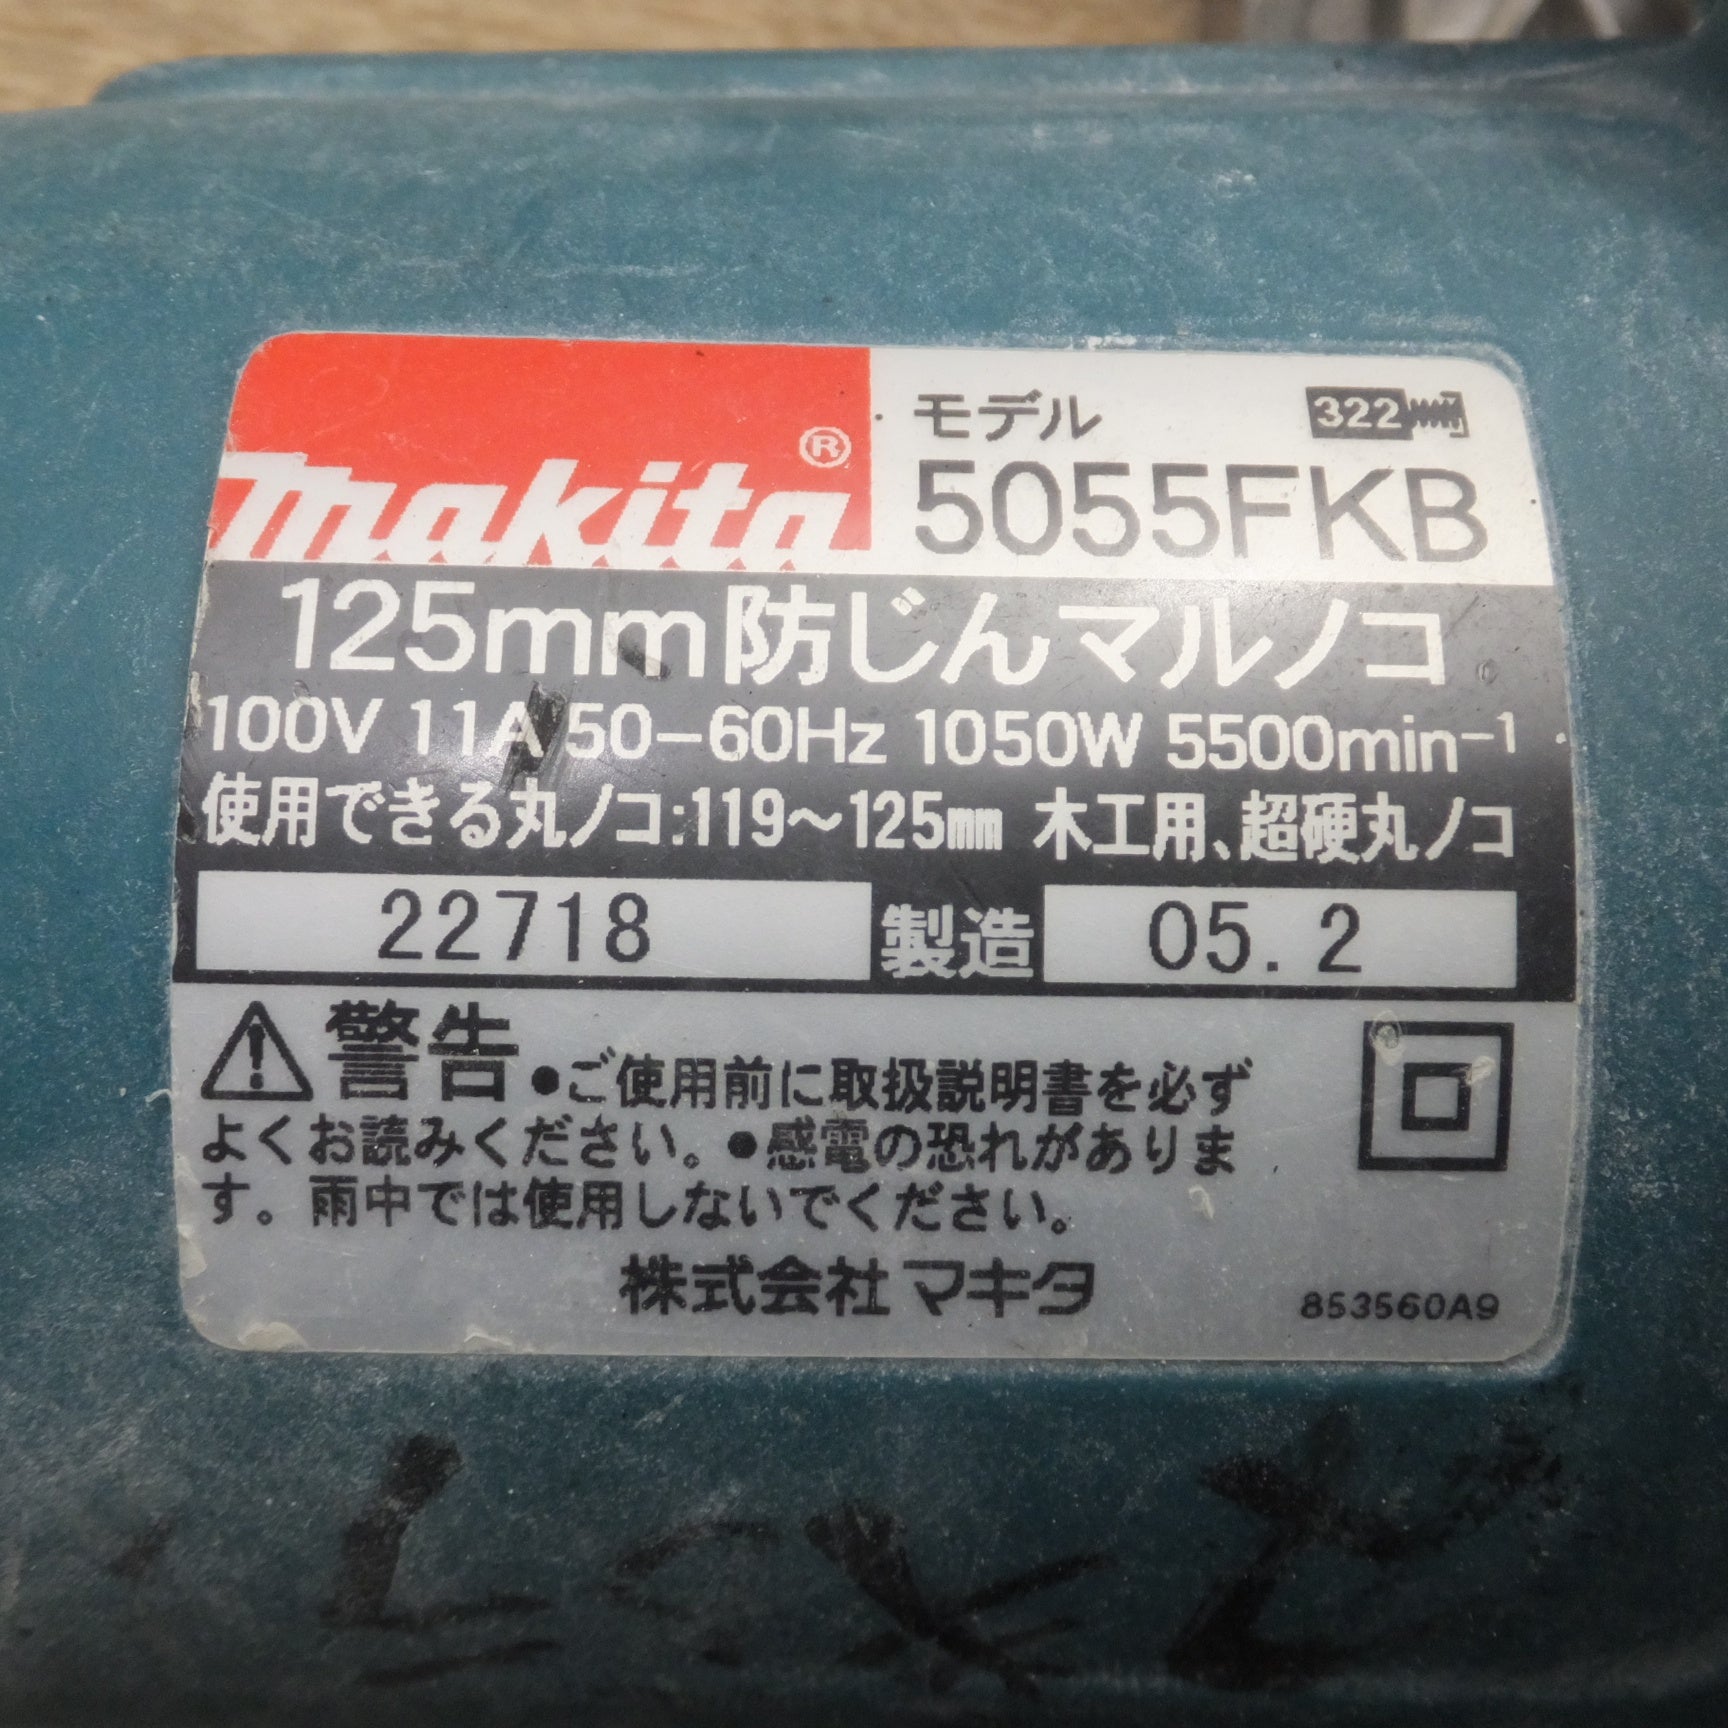 makita®
モデル 322
5055FKB
125mm防じんマルノコ
100V 11A 50-60Hz 1050W 5500min⁻¹
使用できる丸ノコ:119〜125㎜ 木工用、超硬丸ノコ
22718 製造 05.2
警告 ●ご使用前に取扱説明書を必ず
よくお読みください。●感電の恐れがありま
す。雨中では使用しないでください。
株式会社マキタ 853560A9